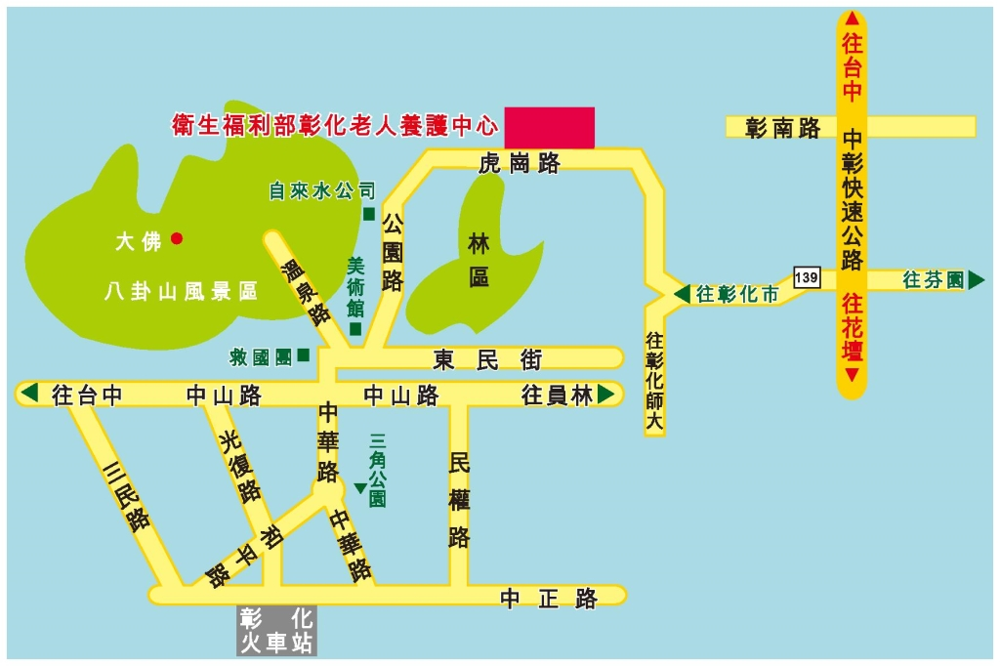 往台中
中彰快速公路
往花壇
彰南路
衛生福利部彰化老人養護中心
虎崗路
自來水公司
公園路
大佛
八卦山風景區
溫泉路
美術館
林區
139
往彰化市
往芬園
往彰化師大
救國團
東民街
往台中
中山路
中山路
往員林
中華路
三角公園
光復路
三民路
民權路
和平路
中華路
中正路
彰化
火車站